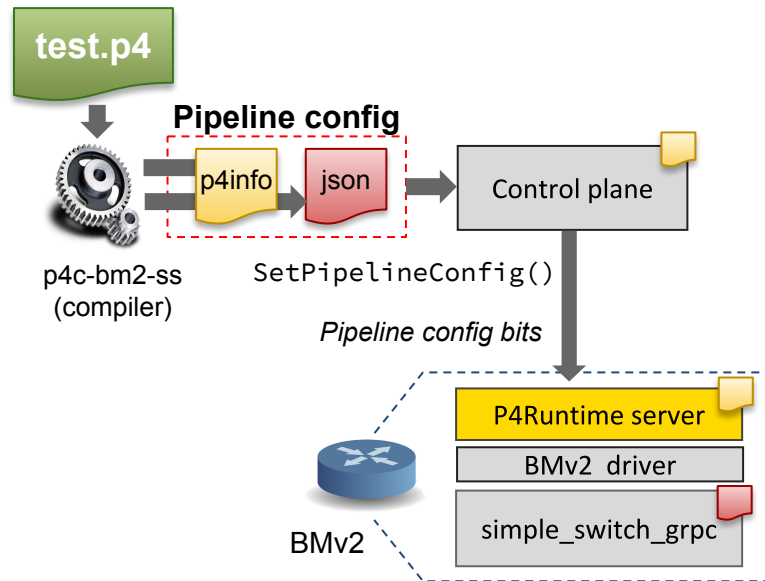 test.p4
Pipeline config
p4info
json
Control plane
p4c-bm2-ss
(compiler)
SetPipelineConfig()
Pipeline config bits
P4Runtime server
BMv2 driver
simple_switch_grpc
BMv2